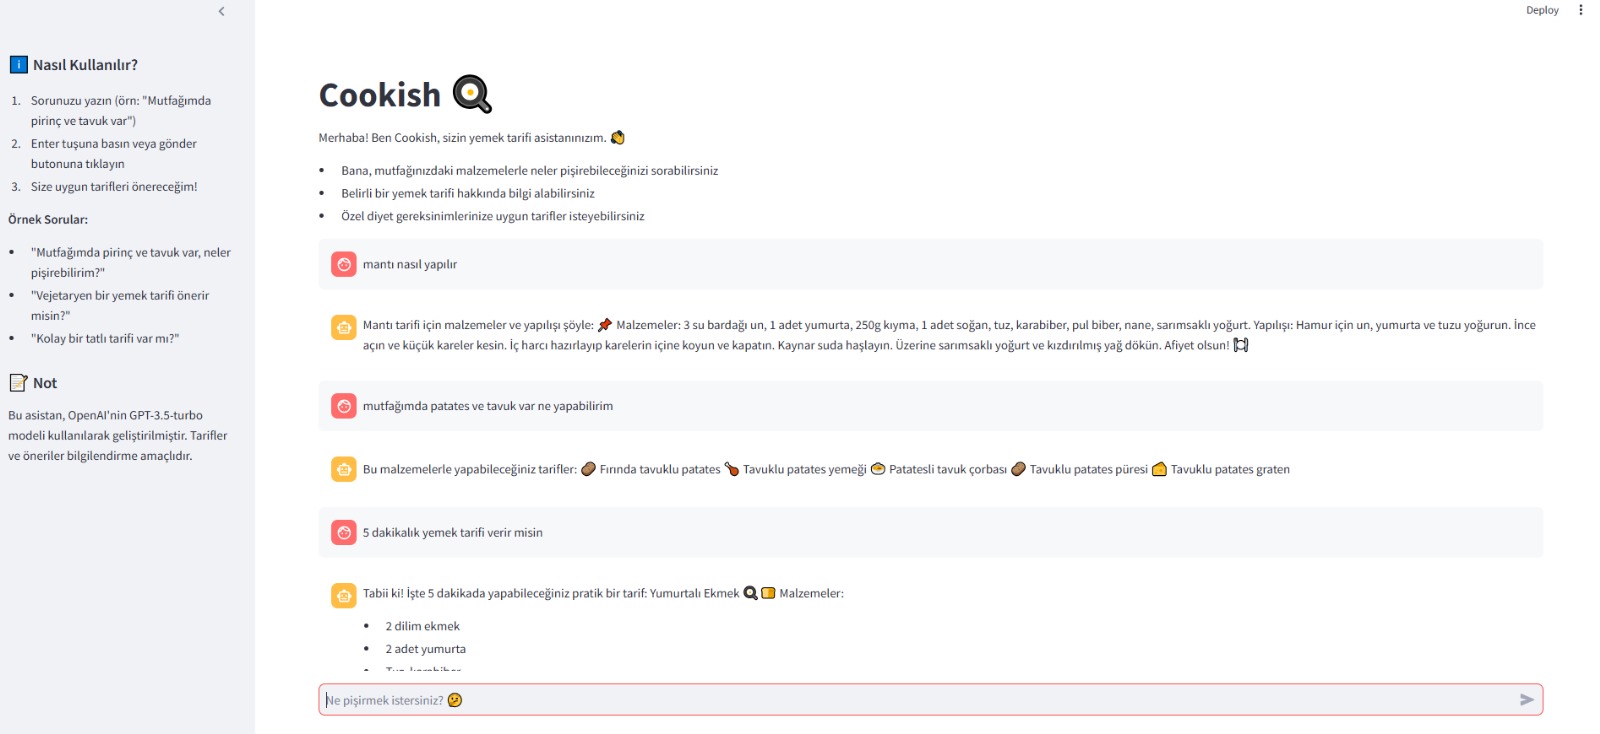 Deploy
Nasıl Kullanılır?
1. Sorunuzu yazın (örn: "Mutfağımda
pirinç ve tavuk var")
2. Enter tuşuna basın veya gönder
butonuna tıklayın
3. Size uygun tarifleri önereceğim!
Örnek Sorular:
• "Mutfağımda pirinç ve tavuk var, neler
pişirebilirim?"
• "Vejetaryen bir yemek tarifi önerir
misin?"
• "Kolay bir tatlı tarifi var mı?"
Not
Bu asistan, OpenAI'nin GPT-3.5-turbo
modeli kullanılarak geliştirilmiştir. Tarifler
ve öneriler bilgilendirme amaçlıdır.
Cookish
Merhaba! Ben Cookish, sizin yemek tarifi asistanınızım.
• Bana, mutfağınızdaki malzemelerle neler pişirebileceğinizi sorabilirsiniz
• Belirli bir yemek tarifi hakkında bilgi alabilirsiniz
• Özel diyet gereksinimlerinize uygun tarifler isteyebilirsiniz
mantı nasıl yapılır
Mantı tarifi için malzemeler ve yapılışı şöyle: 📌 Malzemeler: 3 su bardağı un, 1 adet yumurta, 250g kıyma, 1 adet soğan, tuz, karabiber, pul biber, nane, sarımsaklı yoğurt. Yapılışı: Hamur için un, yumurta ve tuzu yoğurun. İnce
açın ve küçük kareler kesin. İç harcı hazırlayıp karelerin içine koyun ve kapatın. Kaynar suda haşlayın. Üzerine sarımsaklı yoğurt ve kızdırılmış yağ dökün. Afiyet olsun! 🍽️
mutfağımda patates ve tavuk var ne yapabilirim
Bu malzemelerle yapabileceğiniz tarifler: 🥔 Fırında tavuklu patates 🍗 Tavuklu patates yemeği 🍲 Patatesli tavuk çorbası 🥔 Tavuklu patates püresi 🧀 Tavuklu patates graten
5 dakikalık yemek tarifi verir misin
Tabii ki! İşte 5 dakikada yapabileceğiniz pratik bir tarif: Yumurtalı Ekmek 🍳🍞 Malzemeler:
• 2 dilim ekmek
• 2 adet yumurta
Ne pişirmek istersiniz? 🤔